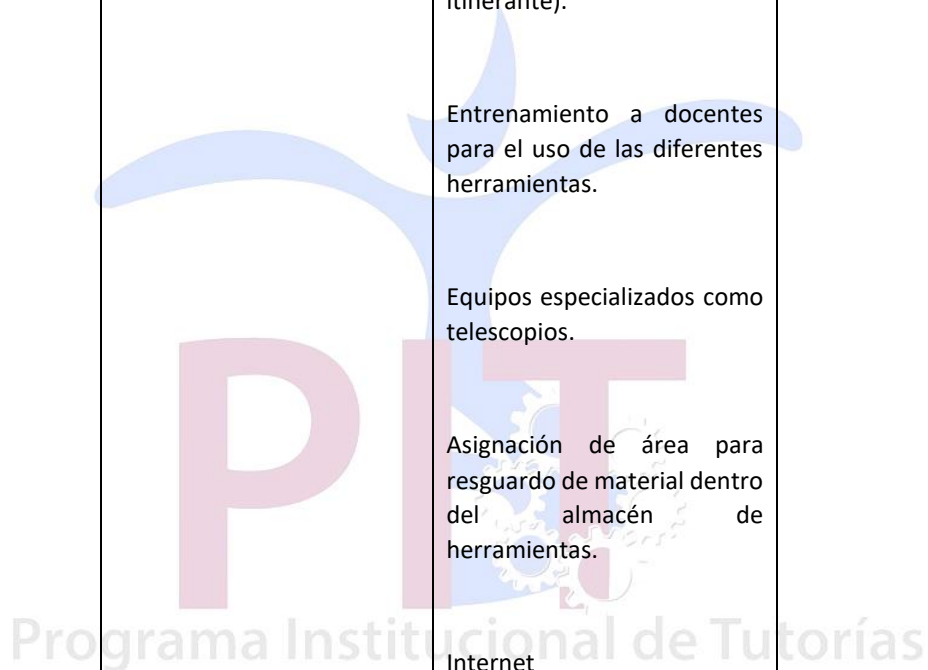 itinerante).
Entrenamiento a docentes
para el uso de las diferentes
herramientas.
Equipos especializados como
telescopios.
Asignación de área para
resguardo de material dentro
del almacén de
herramientas.
PIT
Programa Institucional de Tutorías
Internet